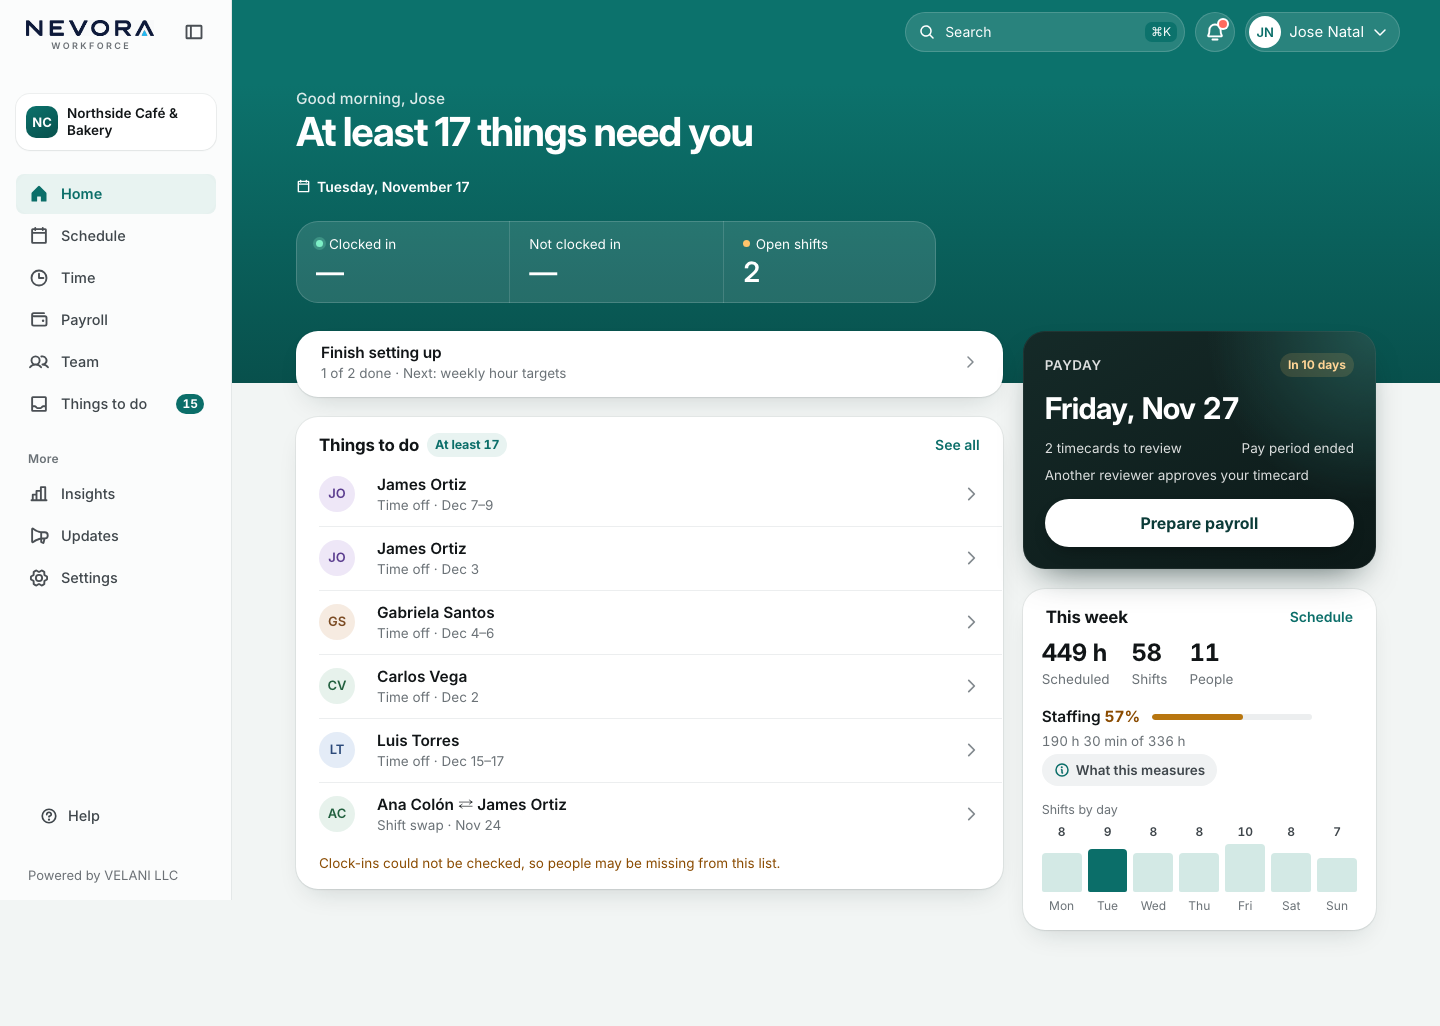 NEVORA
WORKFORCE
Search
⌘K
JN
Jose Natal
NC
Northside Café &
Bakery
Home
Schedule
Time
Payroll
Team
Things to do
15
More
Insights
Updates
Settings
Help
Powered by VELANI LLC
Good morning, Jose
At least 17 things need you
Tuesday, November 17
Clocked in
—
Not clocked in
—
Open shifts
2
Finish setting up
1 of 2 done · Next: weekly hour targets
Things to do
At least 17
See all
JO
James Ortiz
Time off · Dec 7–9
JO
James Ortiz
Time off · Dec 3
GS
Gabriela Santos
Time off · Dec 4–6
CV
Carlos Vega
Time off · Dec 2
LT
Luis Torres
Time off · Dec 15–17
AC
Ana Colón ⇄ James Ortiz
Shift swap · Nov 24
Clock-ins could not be checked, so people may be missing from this list.
PAYDAY
In 10 days
Friday, Nov 27
2 timecards to review
Pay period ended
Another reviewer approves your timecard
Prepare payroll
This week
Schedule
449 h 58 11
Scheduled Shifts People
Staffing 57%
190 h 30 min of 336 h
What this measures
Shifts by day
8 9 8 8 10 8 7
Mon Tue Wed Thu Fri Sat Sun